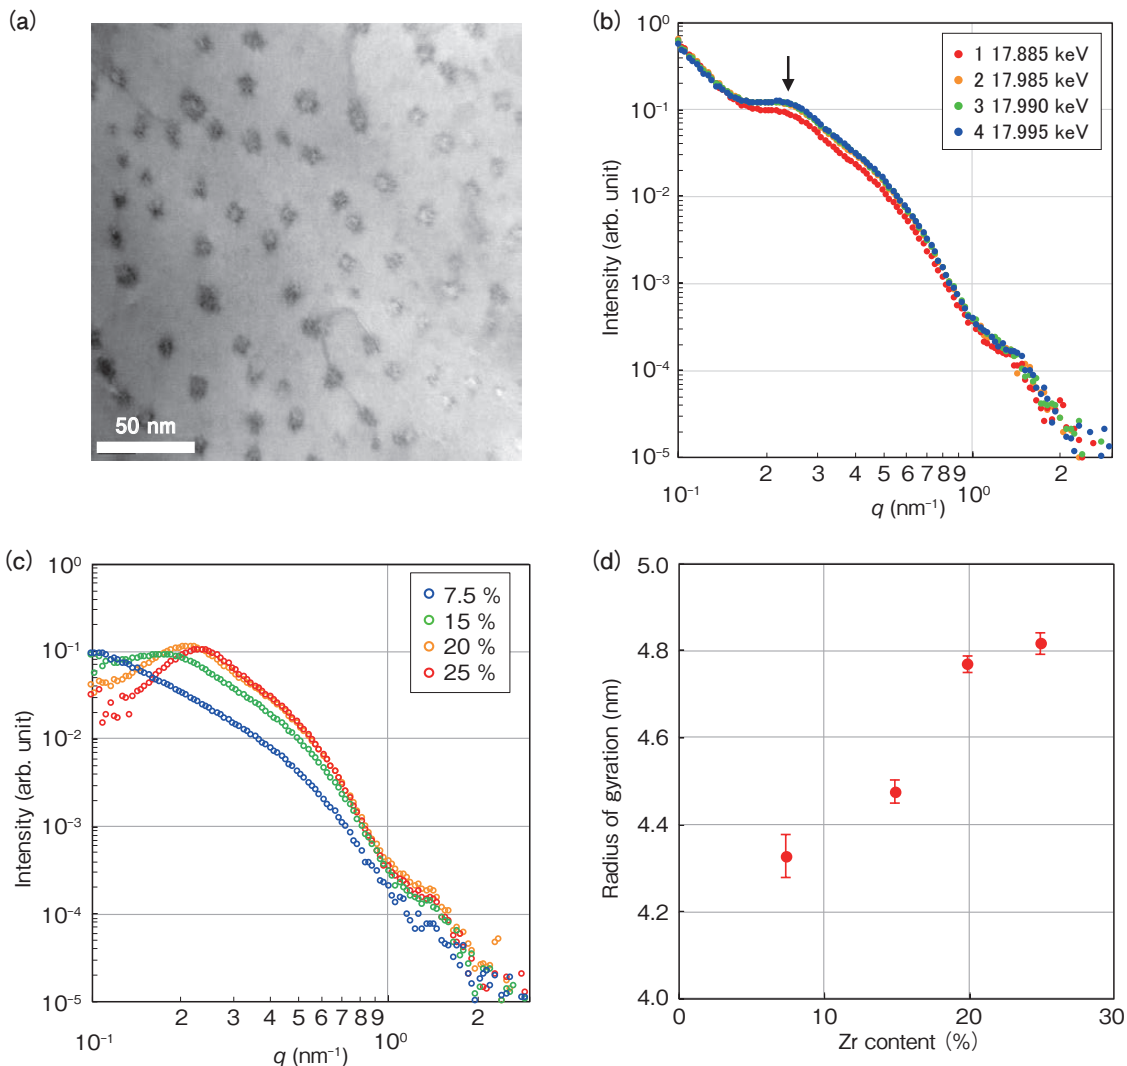 (a)
50 nm
(b)
10⁰
10⁻¹
10⁻²
10⁻³
10⁻⁴
10⁻⁵
Intensity (arb. unit)
1 17.885 keV
2 17.985 keV
3 17.990 keV
4 17.995 keV
2 3 4 5 6 7 8 9 2
10⁻¹ 10⁰
q (nm⁻¹)
(c)
10⁰
10⁻¹
10⁻²
10⁻³
10⁻⁴
10⁻⁵
Intensity (arb. unit)
7.5 %
15 %
20 %
25 %
2 3 4 5 6 7 8 9 2
10⁻¹ 10⁰
q (nm⁻¹)
(d)
5.0
4.8
4.6
4.4
4.2
4.0
Radius of gyration (nm)
0 10 20 30
Zr content (%)